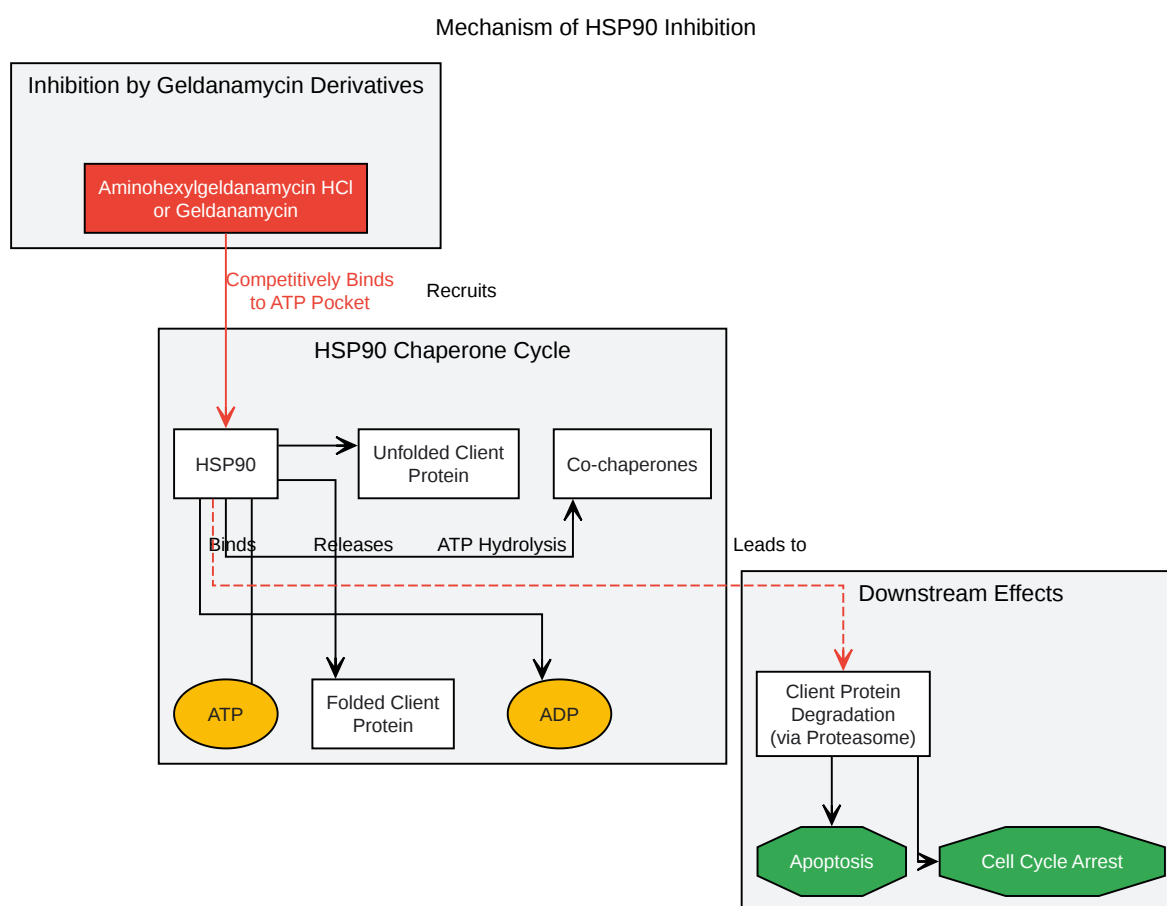 Mechanism of HSP90 Inhibition
Inhibition by Geldanamycin Derivatives
Aminohexylgeldanamycin HCl
or Geldanamycin
Competitively Binds
to ATP Pocket
Recruits
HSP90 Chaperone Cycle
HSP90
Unfolded Client
Protein
Co-chaperones
Binds
Releases
ATP Hydrolysis
Leads to
ATP
Folded Client
Protein
ADP
Downstream Effects
Client Protein
Degradation
(via Proteasome)
Apoptosis
Cell Cycle Arrest